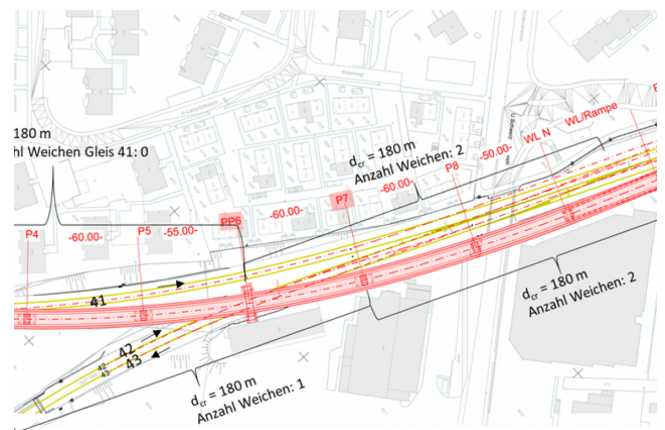 180 m
hl Weichen Gleis 41: 0
d_cr = 180 m
Anzahl Weichen: 2
-50.00-
WL N
WL/Rampe
P8
-60.00-
P7
-60.00-
PP6
-55.00-
P5
-60.00-
P4
41
42
43
42
43
d_cr = 180 m
Anzahl Weichen: 2
d_cr = 180 m
Anzahl Weichen: 1